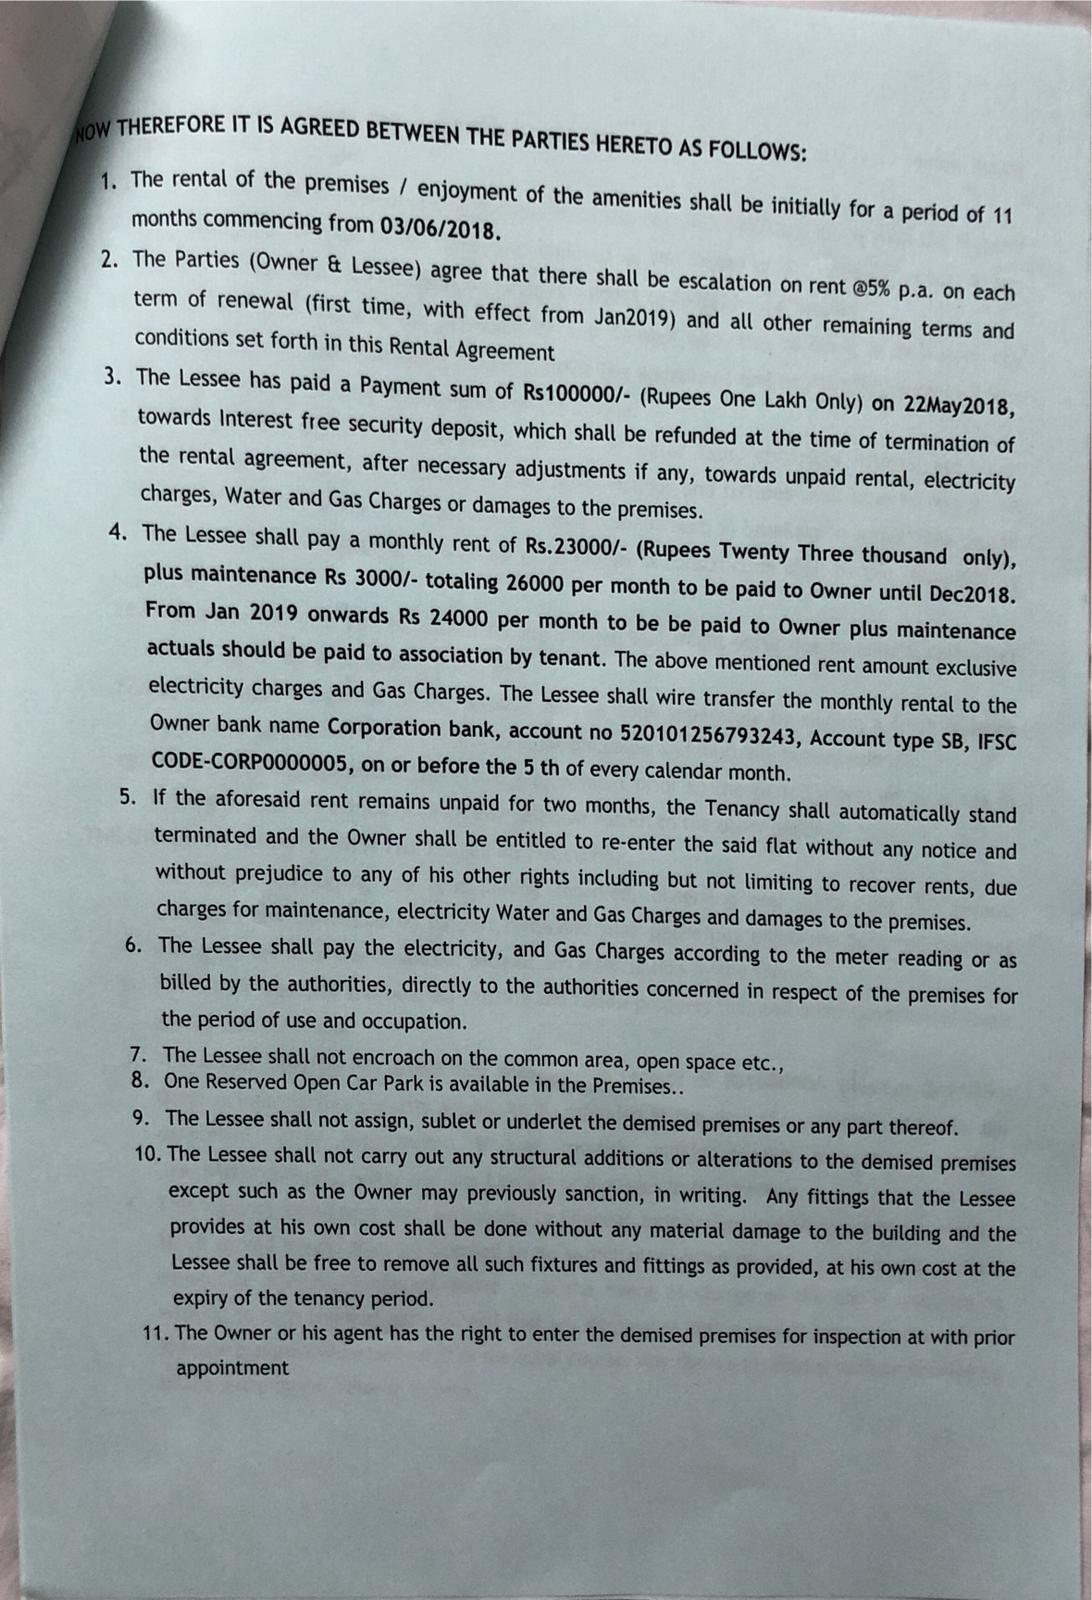 NOW THEREFORE IT IS AGREED BETWEEN THE PARTIES HERETO AS FOLLOWS:
1. The rental of the premises / enjoyment of the amenities shall be initially for a period of 11
months commencing from 03/06/2018.
2. The Parties (Owner & Lessee) agree that there shall be escalation on rent @5% p.a. on each
term of renewal (first time, with effect from Jan2019) and all other remaining terms and
conditions set forth in this Rental Agreement
3. The Lessee has paid a Payment sum of Rs100000/- (Rupees One Lakh Only) on 22May2018,
towards Interest free security deposit, which shall be refunded at the time of termination of
the rental agreement, after necessary adjustments if any, towards unpaid rental, electricity
charges, Water and Gas Charges or damages to the premises.
4. The Lessee shall pay a monthly rent of Rs.23000/- (Rupees Twenty Three thousand only),
plus maintenance Rs 3000/- totaling 26000 per month to be paid to Owner until Dec2018.
From Jan 2019 onwards Rs 24000 per month to be be paid to Owner plus maintenance
actuals should be paid to association by tenant. The above mentioned rent amount exclusive
electricity charges and Gas Charges. The Lessee shall wire transfer the monthly rental to the
Owner bank name Corporation bank, account no 520101256793243, Account type SB, IFSC
CODE-CORP0000005, on or before the 5 th of every calendar month.
5. If the aforesaid rent remains unpaid for two months, the Tenancy shall automatically stand
terminated and the Owner shall be entitled to re-enter the said flat without any notice and
without prejudice to any of his other rights including but not limiting to recover rents, due
charges for maintenance, electricity Water and Gas Charges and damages to the premises.
6. The Lessee shall pay the electricity, and Gas Charges according to the meter reading or as
billed by the authorities, directly to the authorities concerned in respect of the premises for
the period of use and occupation.
7. The Lessee shall not encroach on the common area, open space etc.,
8. One Reserved Open Car Park is available in the Premises..
9. The Lessee shall not assign, sublet or underlet the demised premises or any part thereof.
10. The Lessee shall not carry out any structural additions or alterations to the demised premises
except such as the Owner may previously sanction, in writing. Any fittings that the Lessee
provides at his own cost shall be done without any material damage to the building and the
Lessee shall be free to remove all such fixtures and fittings as provided, at his own cost at the
expiry of the tenancy period.
11. The Owner or his agent has the right to enter the demised premises for inspection at with prior
appointment